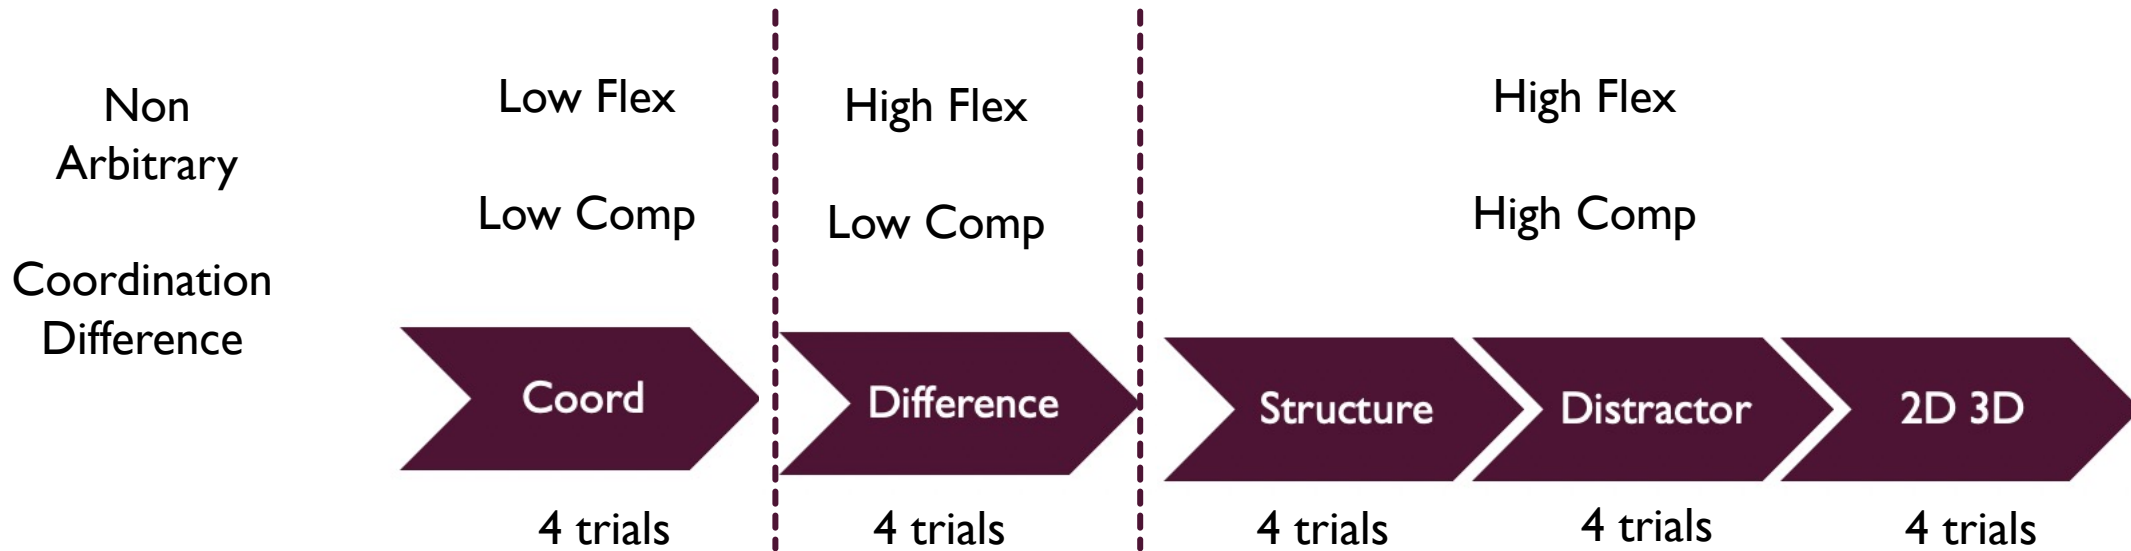 Non
Arbitrary
Coordination
Difference
Low Flex
Low Comp
High Flex
Low Comp
High Flex
High Comp
Coord
Difference
Structure
Distractor
2D 3D
4 trials
4 trials
4 trials
4 trials
4 trials